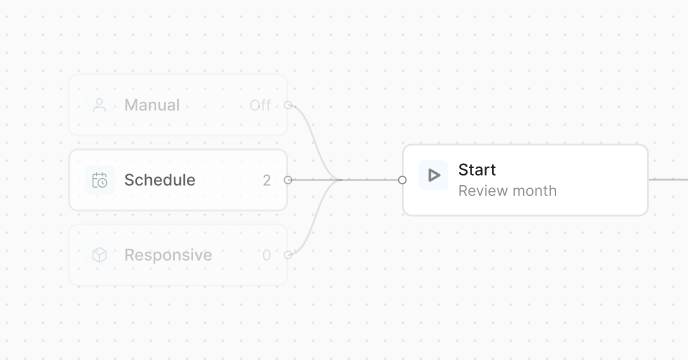 Manual Off
Schedule 2
Responsive 0
Start
Review month